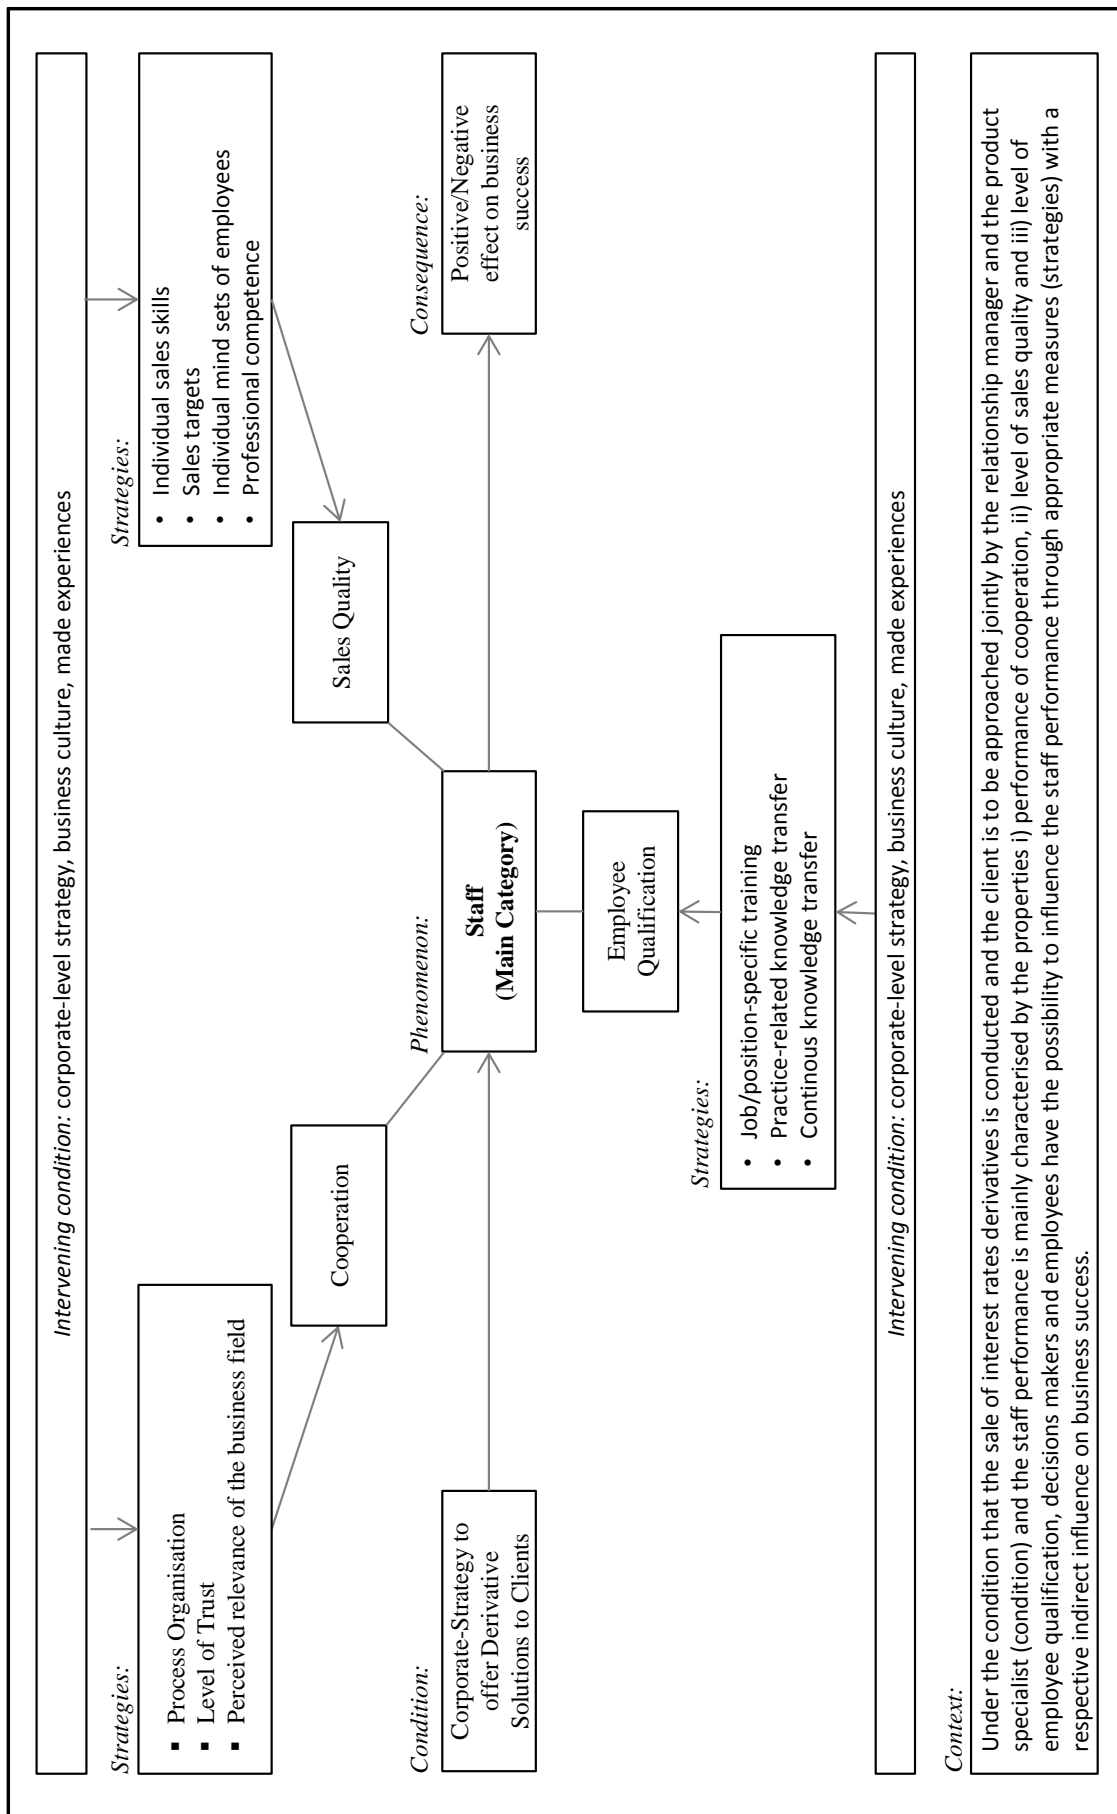 Intervening condition: corporate-level strategy, business culture, made experiences
Strategies:
▪ Process Organisation
▪ Level of Trust
▪ Perceived relevance of the business field
Strategies:
• Individual sales skills
• Sales targets
• Individual mind sets of employees
• Professional competence
Cooperation
Sales Quality
Condition:
Corporate-Strategy to
offer Derivative
Solutions to Clients
Phenomenon:
Staff
(Main Category)
Consequence:
Positive/Negative
effect on business
success
Employee
Qualification
Strategies:
• Job/position-specific training
• Practice-related knowledge transfer
• Continous knowledge transfer
Intervening condition: corporate-level strategy, business culture, made experiences
Context:
Under the condition that the sale of interest rates derivatives is conducted and the client is to be approached jointly by the relationship manager and the product
specialist (condition) and the staff performance is mainly characterised by the properties i) performance of cooperation, ii) level of sales quality and iii) level of
employee qualification, decisions makers and employees have the possibility to influence the staff performance through appropriate measures (strategies) with a
respective indirect influence on business success.